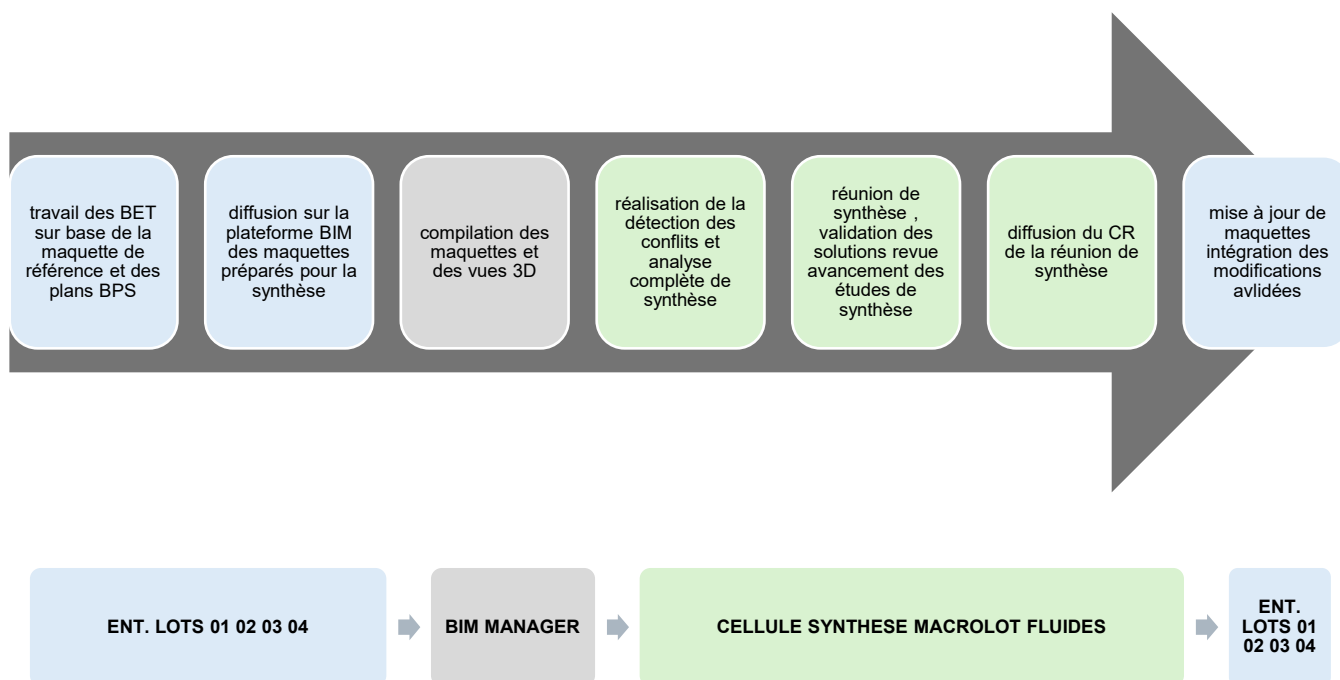 travail des BET
sur base de la
maquette de
référence et des
plans BPS
diffusion sur la
plateforme BIM
des maquettes
préparés pour la
synthèse
compilation des
maquettes et
des vues 3D
réalisation de la
détection des
conflits et
analyse
complète de
synthèse
réunion de
synthèse ,
validation des
solutions revue
avancement des
études de
synthèse
diffusion du CR
de la réunion de
synthèse
mise à jour de
maquettes
intégration des
modifications
avlidées
ENT. LOTS 01 02 03 04
BIM MANAGER
CELLULE SYNTHESE MACROLOT FLUIDES
ENT.
LOTS 01
02 03 04